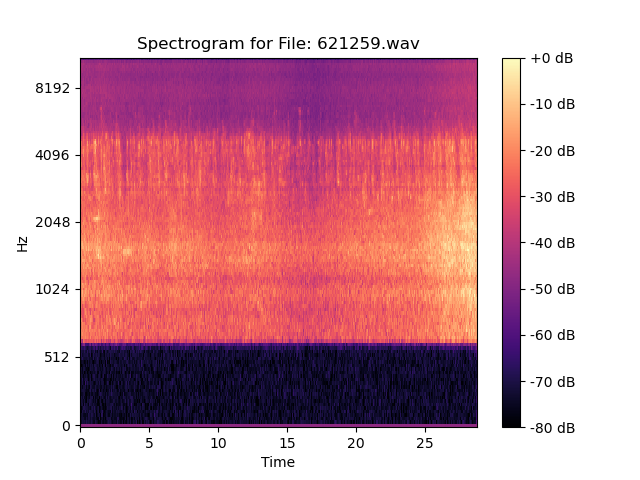 Spectrogram for File: 621259.wav
+0 dB
8192
-10 dB
4096
-20 dB
-30 dB
2048
Hz
-40 dB
1024
-50 dB
-60 dB
512
-70 dB
0
-80 dB
0 5 10 15 20 25
Time